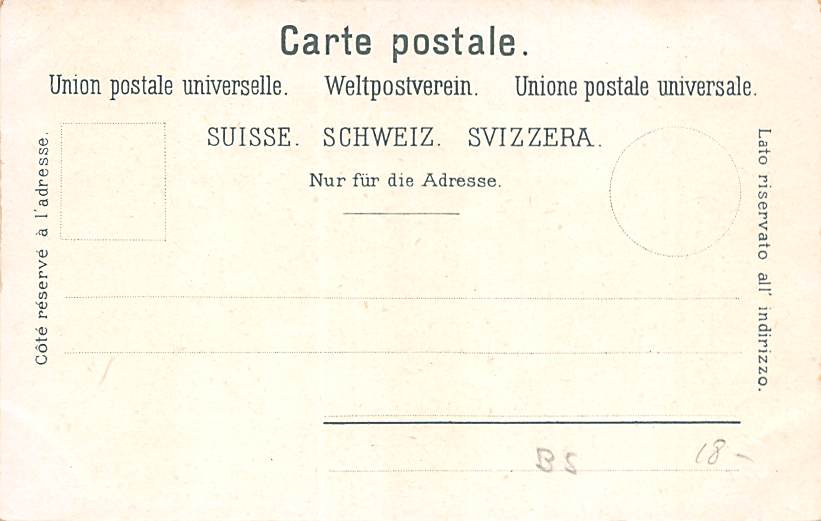 Carte postale.
Union postale universelle. Weltpostverein. Unione postale universale.
SUISSE. SCHWEIZ. SVIZZERA.
Nur für die Adresse.
Côté réservé à l'adresse.
Lato riservato all' indirizzo.
BS
18-